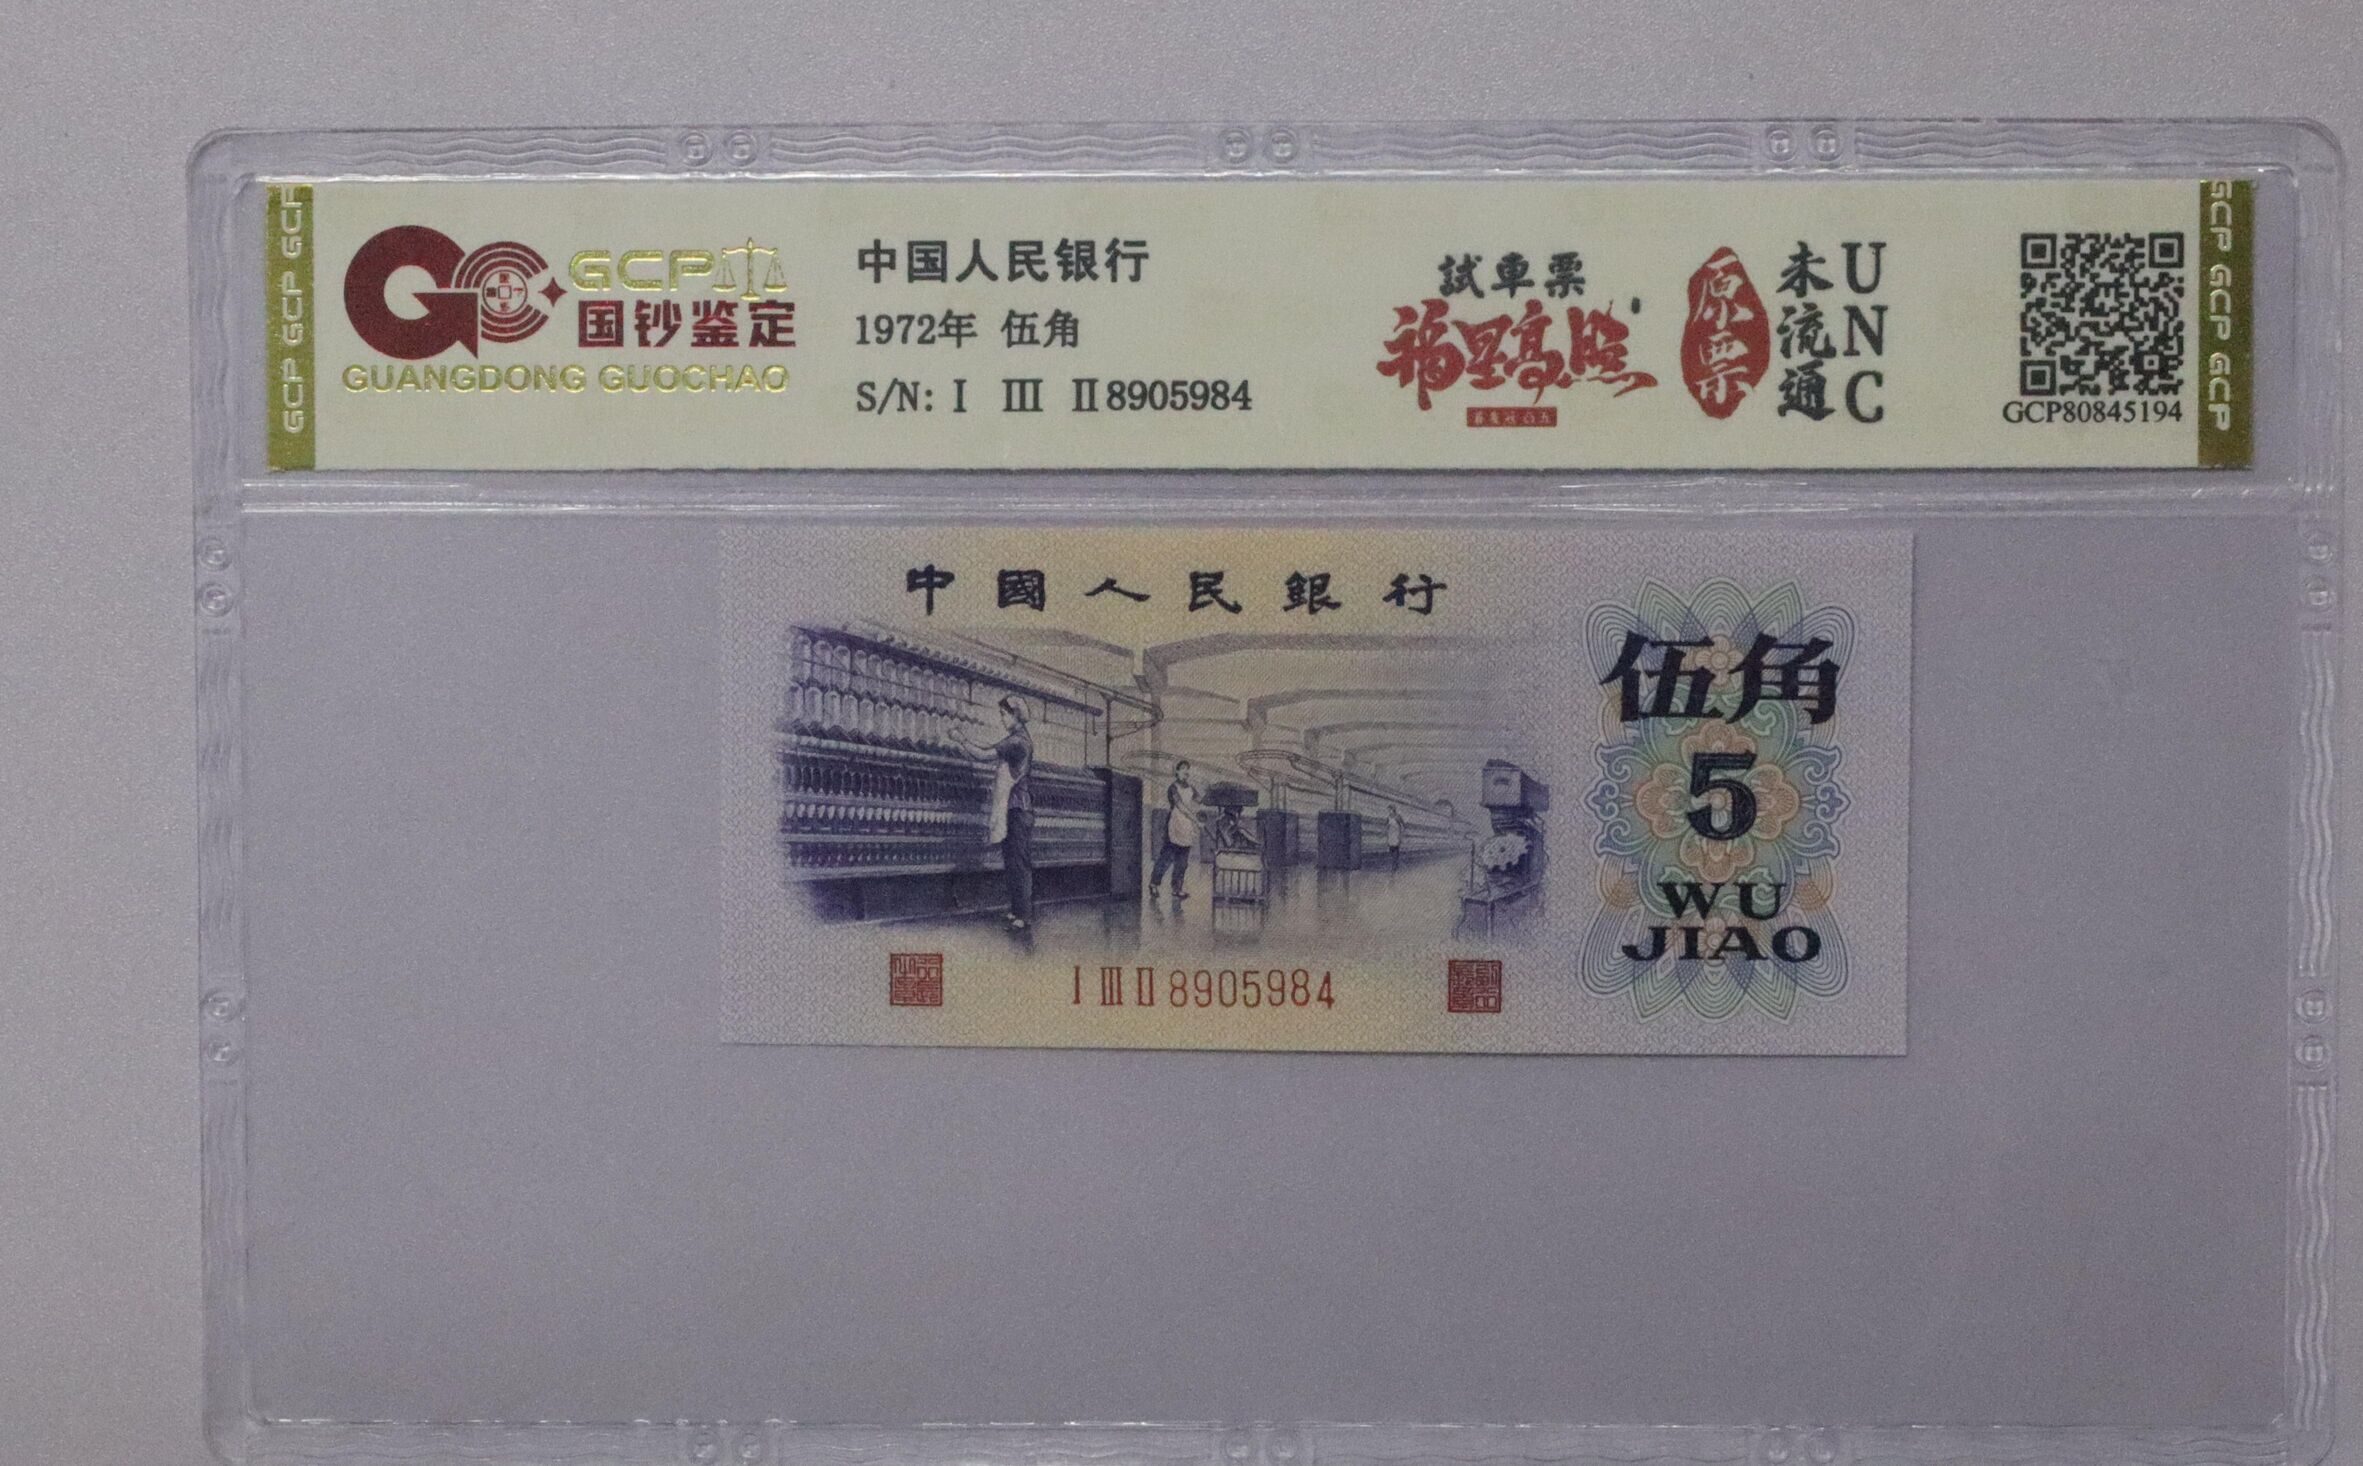 GCP GCP GCP
GCP
国钞鉴定
GUANGDONG GUOCHAO
中国人民银行
1972年 伍角
S/N: I III II 8905984
試車票
福星高照
原票
未流通
UNC
GCP80845194
GCP GCP GCP
中國人民銀行
伍角
5
WU
JIAO
I III II 8905984